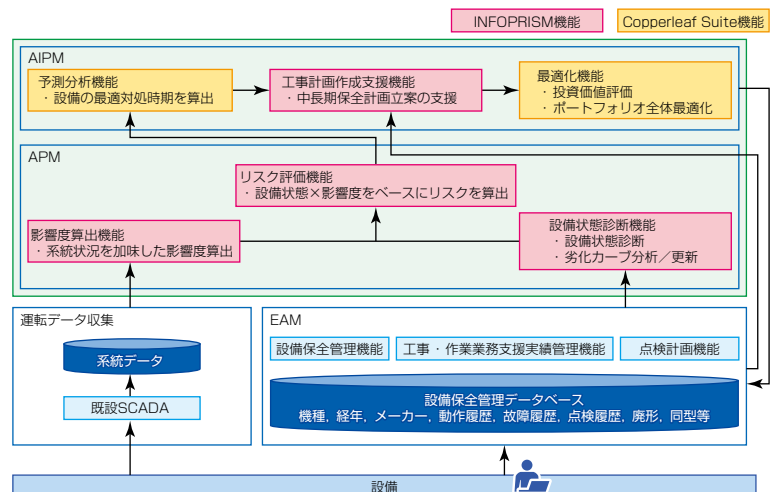 INFOPRISM機能
Copperleaf Suite機能
AIPM
予測分析機能
・設備の最適対処時期を算出
工事計画作成支援機能
・中長期保全計画立案の支援
最適化機能
・投資価値評価
・ポートフォリオ全体最適化
APM
リスク評価機能
・設備状態×影響度をベースにリスクを算出
影響度算出機能
・系統状況を加味した影響度算出
設備状態診断機能
・設備状態診断
・劣化カーブ分析／更新
運転データ収集
系統データ
既設SCADA
EAM
設備保全管理機能
工事・作業業務支援実績管理機能
点検計画機能
設備保全管理データベース
機種, 経年, メーカー, 動作履歴, 故障履歴, 点検履歴, 廃形, 同型等
設備